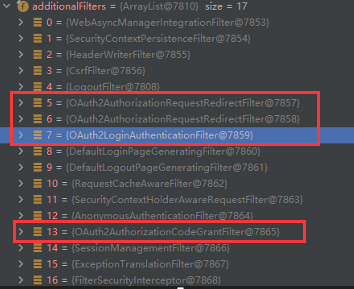 additionalFilters = {ArrayList@7810} size = 17
0 = {WebAsyncManagerIntegrationFilter@7853}
1 = {SecurityContextPersistenceFilter@7854}
2 = {HeaderWriterFilter@7855}
3 = {CsrfFilter@7856}
4 = {LogoutFilter@7808}
5 = {OAuth2AuthorizationRequestRedirectFilter@7857}
6 = {OAuth2AuthorizationRequestRedirectFilter@7858}
7 = {OAuth2LoginAuthenticationFilter@7859}
8 = {DefaultLoginPageGeneratingFilter@7860}
9 = {DefaultLogoutPageGeneratingFilter@7861}
10 = {RequestCacheAwareFilter@7862}
11 = {SecurityContextHolderAwareRequestFilter@7863}
12 = {AnonymousAuthenticationFilter@7864}
13 = {OAuth2AuthorizationCodeGrantFilter@7865}
14 = {SessionManagementFilter@7866}
15 = {ExceptionTranslationFilter@7867}
16 = {FilterSecurityInterceptor@7868}